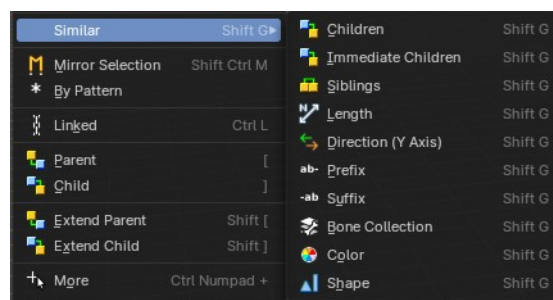 Similar Shift G
Mirror Selection Shift Ctrl M
By Pattern
Linked Ctrl L
Parent [
Child ]
Extend Parent Shift [
Extend Child Shift ]
More Ctrl Numpad +
Children Shift G
Immediate Children Shift G
Siblings Shift G
Length Shift G
Direction (Y Axis) Shift G
ab- Prefix Shift G
-ab Suffix Shift G
Bone Collection Shift G
Color Shift G
Shape Shift G